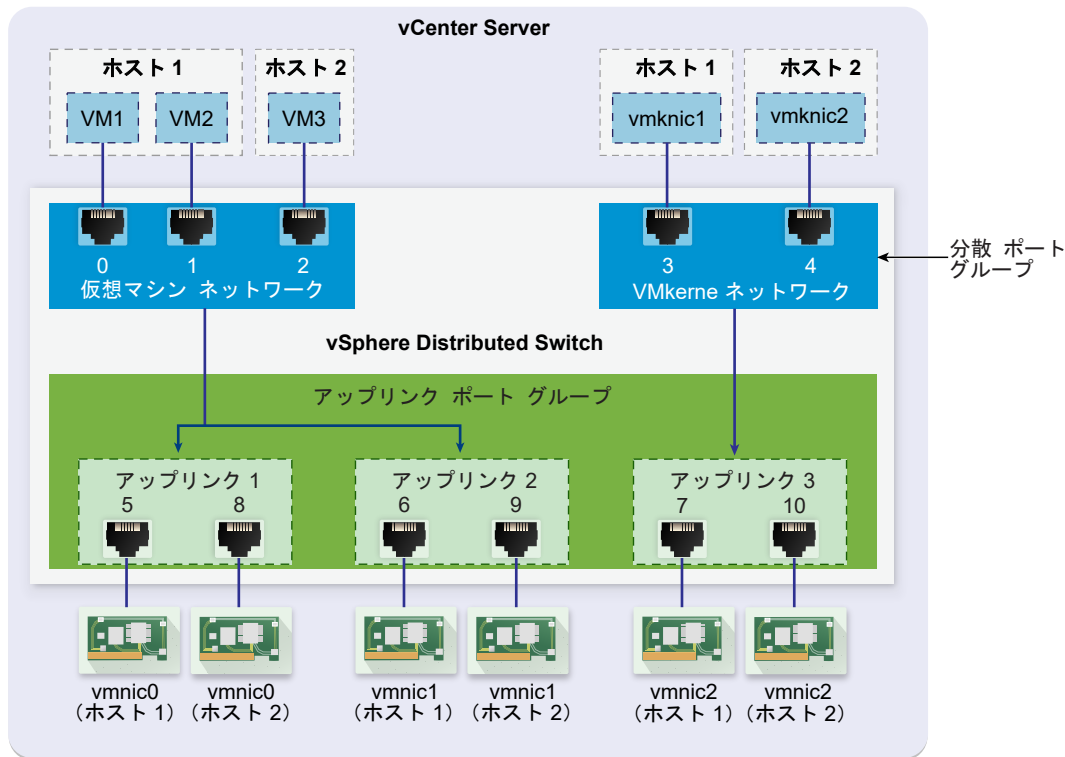 vCenter Server
ホスト 1
ホスト 2
ホスト 1
ホスト 2
VM1
VM2
VM3
vmknic1
vmknic2
0
1
2
3
4
仮想マシン ネットワーク
VMkerne ネットワーク
分散 ポート
グループ
vSphere Distributed Switch
アップリンク ポート グループ
アップリンク 1
アップリンク 2
アップリンク 3
5
8
6
9
7
10
vmnic0
(ホスト 1)
vmnic0
(ホスト 2)
vmnic1
(ホスト 1)
vmnic1
(ホスト 2)
vmnic2
(ホスト 1)
vmnic2
(ホスト 2)